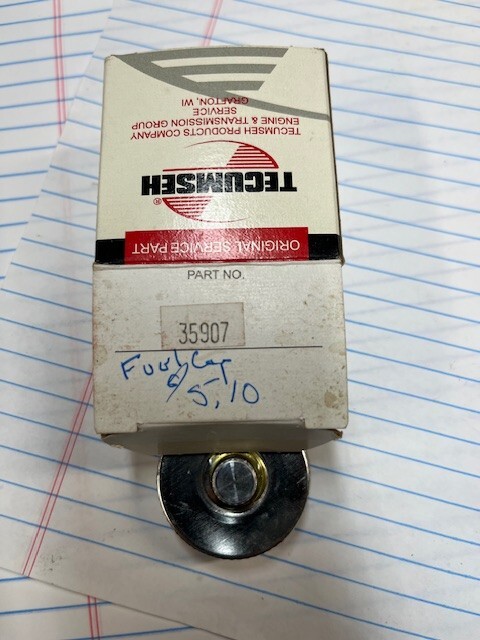 TECUMSEH PRODUCTS COMPANY
ENGINE & TRANSMISSION GROUP
SERVICE
GRAFTON, WI
TECUMSEH®
ORIGINAL SERVICE PART
PART NO.
35907
Fuel Cap
5,10